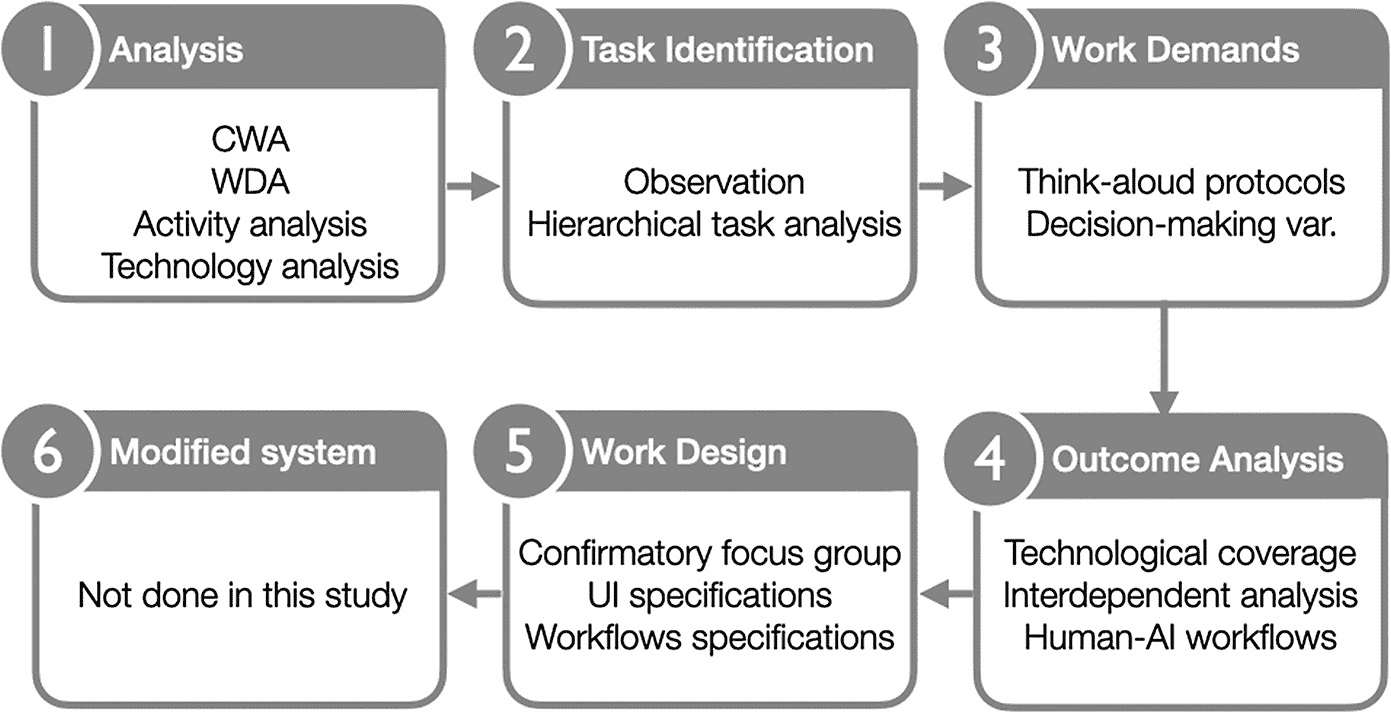 1 Analysis
CWA
WDA
Activity analysis
Technology analysis
2 Task Identification
Observation
Hierarchical task analysis
3 Work Demands
Think-aloud protocols
Decision-making var.
4 Outcome Analysis
Technological coverage
Interdependent analysis
Human-AI workflows
5 Work Design
Confirmatory focus group
UI specifications
Workflows specifications
6 Modified system
Not done in this study